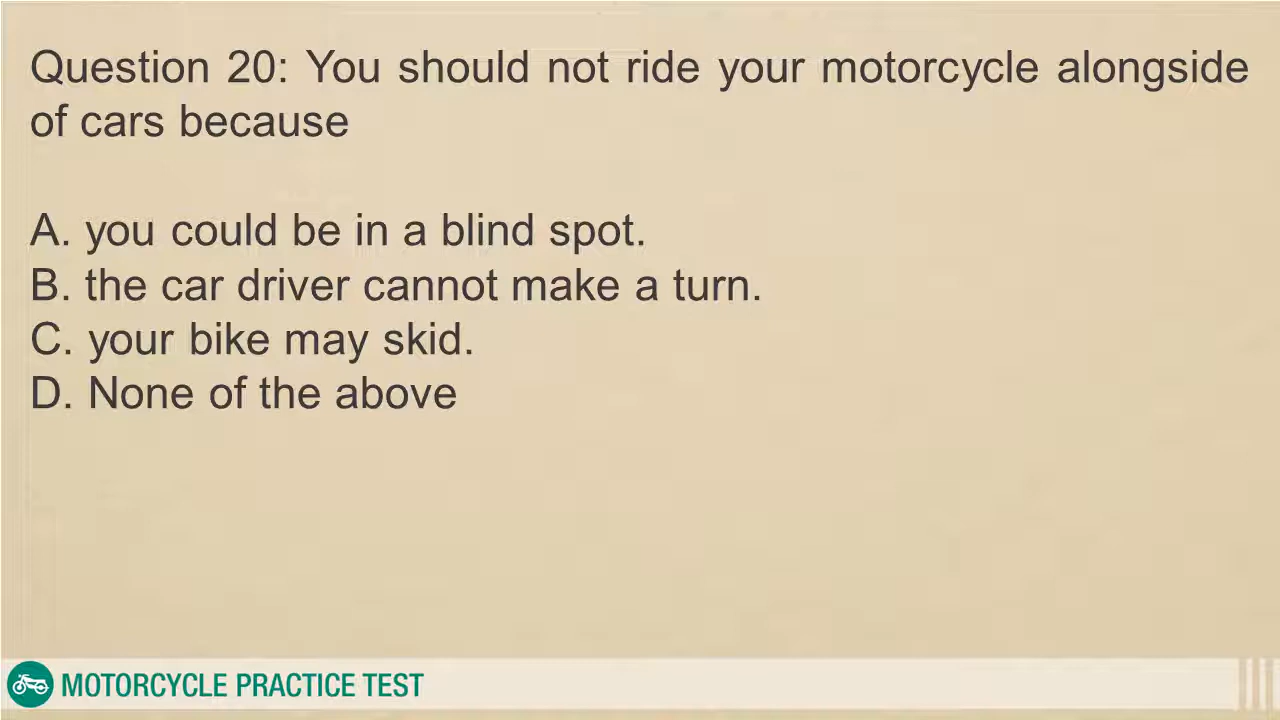 Question 20: You should not ride your motorcycle alongside
of cars because
A. you could be in a blind spot.
B. the car driver cannot make a turn.
C. your bike may skid.
D. None of the above
MOTORCYCLE PRACTICE TEST